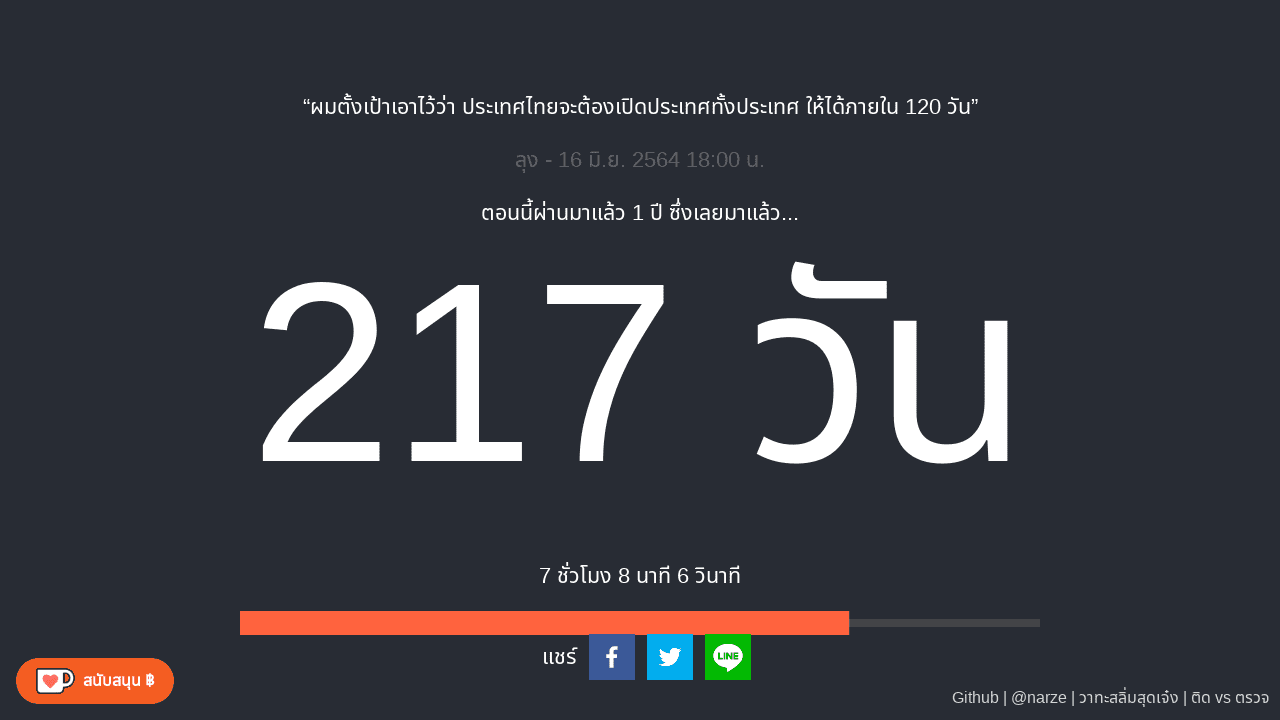 “ผมตั้งเป้าเอาไว้ว่า ประเทศไทยจะต้องเปิดประเทศทั้งประเทศ ให้ได้ภายใน 120 วัน”
ลุง - 16 มิ.ย. 2564 18:00 น.
ตอนนี้ผ่านมาแล้ว 1 ปี ซึ่งเลยมาแล้ว...
217 วัน
7 ชั่วโมง 8 นาที 6 วินาที
แชร์
LINE
สนับสนุน ฿
Github | @narze | วาทะสลิ่มสุดเจ๋ง | ติด vs ตรวจ